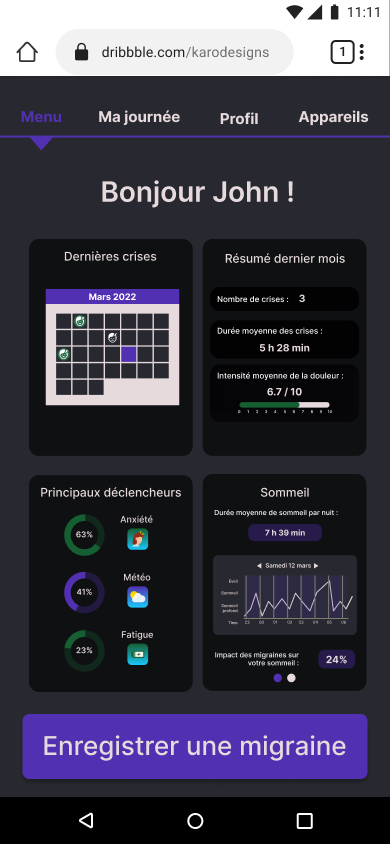 11:11
dribbble.com/karodesigns
1
Menu
Ma journée
Profil
Appareils
Bonjour John !
Dernières crises
Mars 2022
Résumé dernier mois
Nombre de crises : 3
Durée moyenne des crises :
5 h 28 min
Intensité moyenne de la douleur :
6.7 / 10
0 1 2 3 4 5 6 7 8 9 10
Principaux déclencheurs
Anxiété
63%
Météo
41%
Fatigue
23%
Sommeil
Durée moyenne de sommeil par nuit :
7 h 39 min
Samedi 12 mars
Éveil
Sommeil
Sommeil
profond
Time 23 00 01 02 03 04 05 06
Impact des migraines sur
votre sommeil :
24%
Enregistrer une migraine